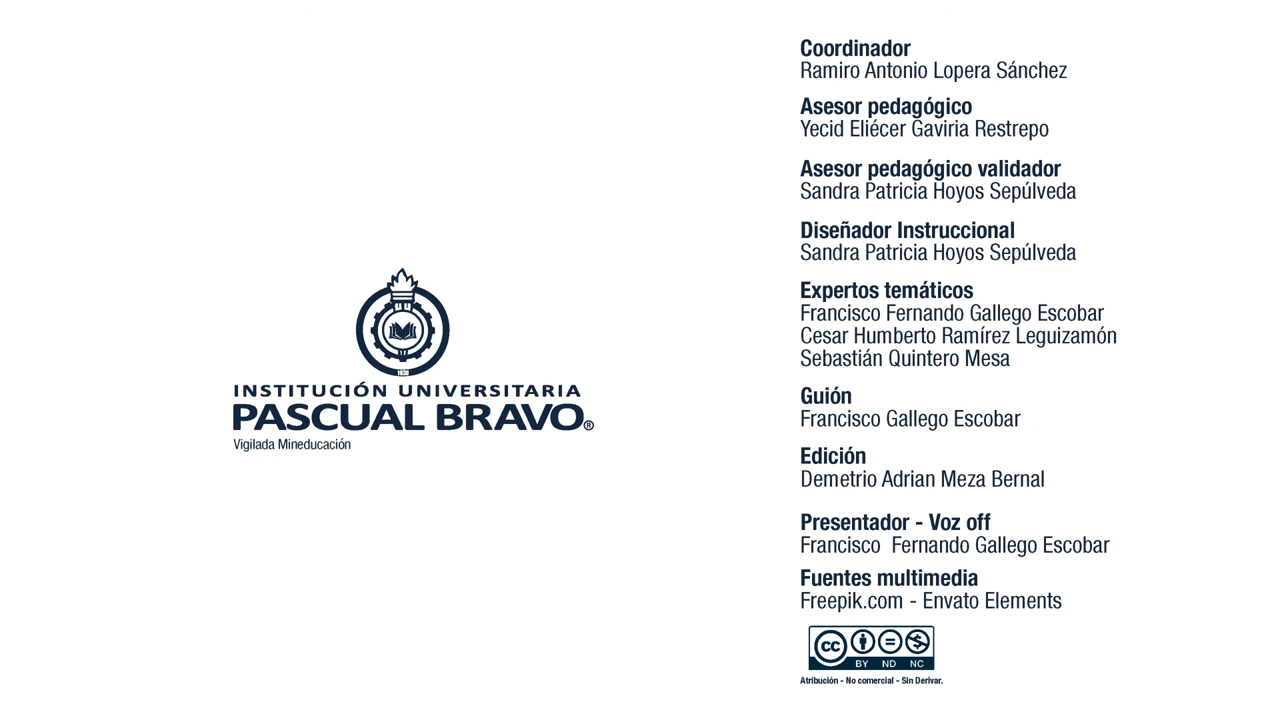 INSTITUCIÓN UNIVERSITARIA
PASCUAL BRAVO®
Vigilada Mineducación
Coordinador
Ramiro Antonio Lopera Sánchez
Asesor pedagógico
Yecid Eliécer Gaviria Restrepo
Asesor pedagógico validador
Sandra Patricia Hoyos Sepúlveda
Diseñador Instruccional
Sandra Patricia Hoyos Sepúlveda
Expertos temáticos
Francisco Fernando Gallego Escobar
Cesar Humberto Ramírez Leguizamón
Sebastián Quintero Mesa
Guión
Francisco Gallego Escobar
Edición
Demetrio Adrian Meza Bernal
Presentador - Voz off
Francisco  Fernando Gallego Escobar
Fuentes multimedia
Freepik.com - Envato Elements
cc
BY ND NC
Atribución - No comercial - Sin Derivar.